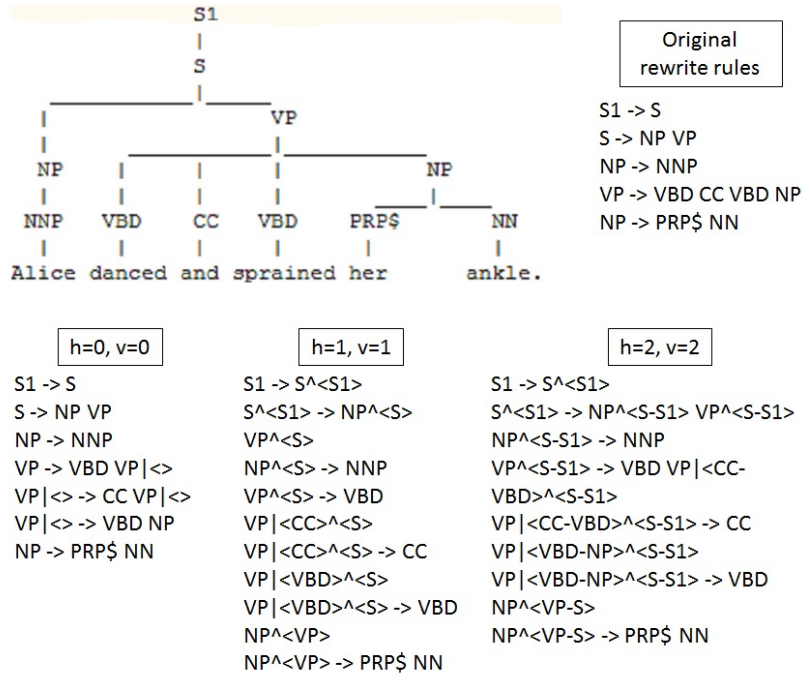 S1
S
VP
NP NP
NNP VBD CC VBD PRP$ NN
Alice danced and sprained her ankle.
Original
rewrite rules
S1 -> S
S -> NP VP
NP -> NNP
VP -> VBD CC VBD NP
NP -> PRP$ NN
h=0, v=0
S1 -> S
S -> NP VP
NP -> NNP
VP -> VBD VP|<>
VP|<> -> CC VP|<>
VP|<> -> VBD NP
NP -> PRP$ NN
h=1, v=1
S1 -> S^<S1>
S^<S1> -> NP^<S>
VP^<S>
NP^<S> -> NNP
VP^<S> -> VBD
VP|<CC>^<S>
VP|<CC>^<S> -> CC
VP|<VBD>^<S>
VP|<VBD>^<S> -> VBD
NP^<VP>
NP^<VP> -> PRP$ NN
h=2, v=2
S1 -> S^<S1>
S^<S1> -> NP^<S-S1> VP^<S-S1>
NP^<S-S1> -> NNP
VP^<S-S1> -> VBD VP|<CC-
VBD>^<S-S1>
VP|<CC-VBD>^<S-S1> -> CC
VP|<VBD-NP>^<S-S1>
VP|<VBD-NP>^<S-S1> -> VBD
NP^<VP-S>
NP^<VP-S> -> PRP$ NN